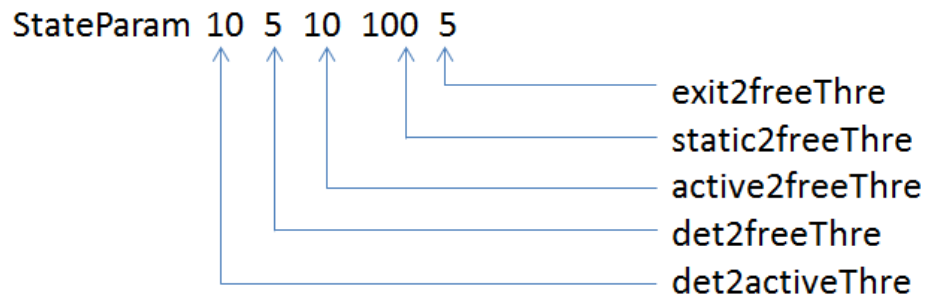 StateParam 10 5 10 100 5
exit2freeThre
static2freeThre
active2freeThre
det2freeThre
det2activeThre